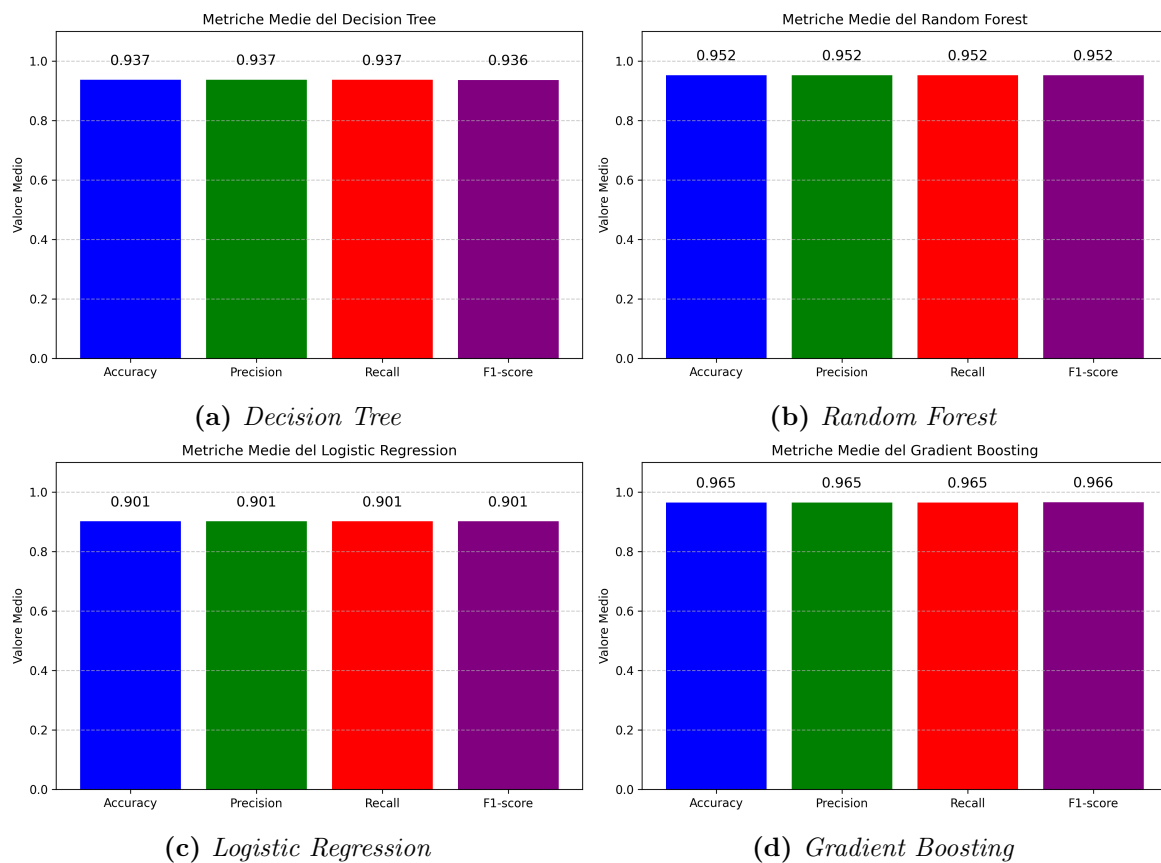 Metriche Medie del Decision Tree
0.937 0.937 0.937 0.936
1.0
0.8
0.6
0.4
0.2
0.0
Valore Medio
Accuracy Precision Recall F1-score
(a) Decision Tree
Metriche Medie del Random Forest
0.952 0.952 0.952 0.952
1.0
0.8
0.6
0.4
0.2
0.0
Valore Medio
Accuracy Precision Recall F1-score
(b) Random Forest
Metriche Medie del Logistic Regression
0.901 0.901 0.901 0.901
1.0
0.8
0.6
0.4
0.2
0.0
Valore Medio
Accuracy Precision Recall F1-score
(c) Logistic Regression
Metriche Medie del Gradient Boosting
0.965 0.965 0.965 0.966
1.0
0.8
0.6
0.4
0.2
0.0
Valore Medio
Accuracy Precision Recall F1-score
(d) Gradient Boosting